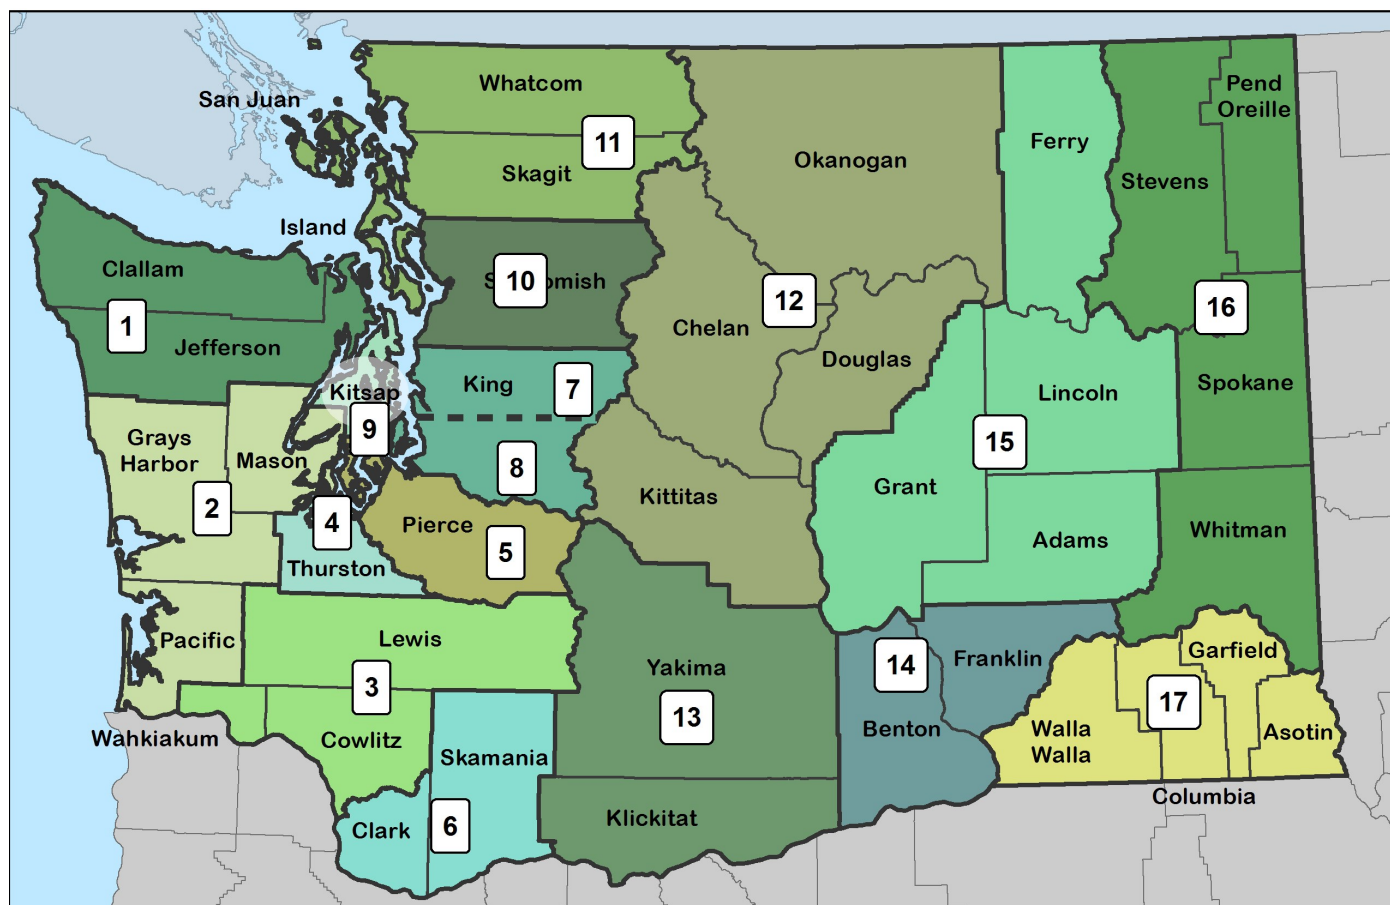 Whatcom
Pend
Oreille
San Juan
11
Ferry
Okanogan
Skagit
Stevens
Island
Clallam
10
12
16
1
Chelan
Jefferson
Douglas
King
7
Kitsap
Spokane
Lincoln
9
Grays
Harbor
Mason
15
8
Grant
Kittitas
2
4
Pierce
5
Whitman
Adams
Thurston
Pacific
Lewis
Garfield
Yakima
14
Franklin
3
17
13
Wahkiakum
Cowlitz
Benton
Walla
Walla
Asotin
Skamania
Columbia
Clark
6
Klickitat